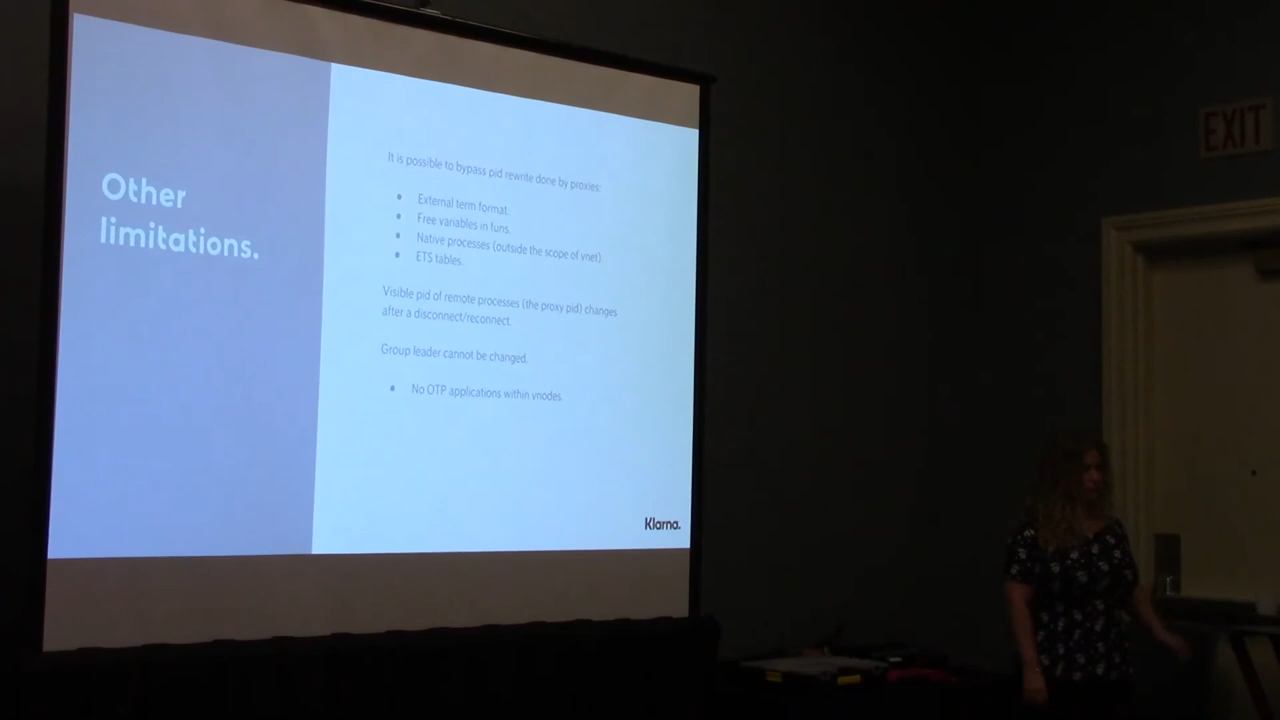 Other
limitations.
It is possible to bypass pid rewrite done by proxies:
• External term format.
• Free variables in funs.
• Native processes (outside the scope of vnet).
• ETS tables.
Visible pid of remote processes (the proxy pid) changes
after a disconnect/reconnect.
Group leader cannot be changed.
• No OTP applications within vnodes.
Klarna.
EXIT